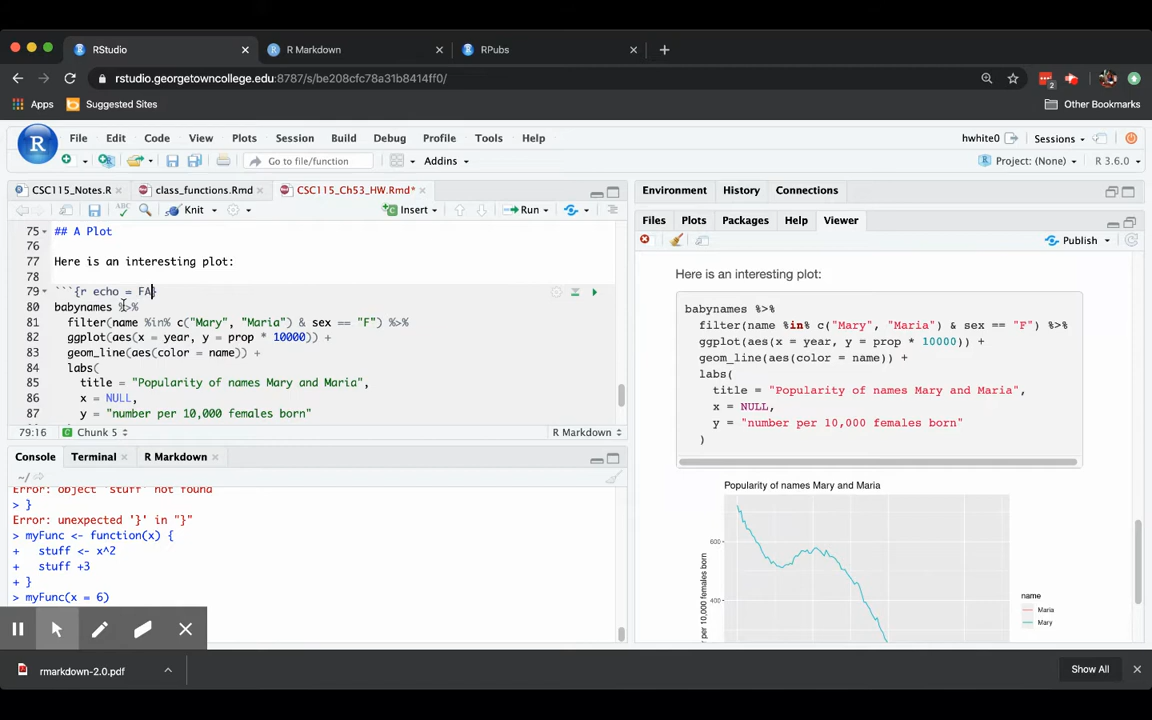 RStudio
R Markdown
RPubs
rstudio.georgetowncollege.edu:8787/s/be208cfc78a31b8414ff0/
2
Apps
Suggested Sites
Other Bookmarks
R
File Edit Code View Plots Session Build Debug Profile Tools Help
hwhite0
Sessions
Go to file/function
Addins
Project: (None)
R 3.6.0
CSC115_Notes.R
class_functions.Rmd
CSC115_Ch53_HW.Rmd*
Knit
Insert
Run
75 ## A Plot
76
77 Here is an interesting plot:
78
79 ```{r echo = FA}
80 babynames %>%
81 filter(name %in% c("Mary", "Maria") & sex == "F") %>%
82 ggplot(aes(x = year, y = prop * 10000)) +
83 geom_line(aes(color = name)) +
84 labs(
85 title = "Popularity of names Mary and Maria",
86 x = NULL,
87 y = "number per 10,000 females born"
79:16
Chunk 5
R Markdown
Console
Terminal
R Markdown
~/
Error: object 'stuff' not found
> }
Error: unexpected '}' in "}"
> myFunc <- function(x) {
+ stuff <- x^2
+ stuff +3
+ }
> myFunc(x = 6)
Environment
History
Connections
Files
Plots
Packages
Help
Viewer
Publish
Here is an interesting plot:
babynames %>%
filter(name %in% c("Mary", "Maria") & sex == "F") %>%
ggplot(aes(x = year, y = prop * 10000)) +
geom_line(aes(color = name)) +
labs(
title = "Popularity of names Mary and Maria",
x = NULL,
y = "number per 10,000 females born"
)
Popularity of names Mary and Maria
600
400
per 10,000 females born
name
Maria
Mary
rmarkdown-2.0.pdf
Show All